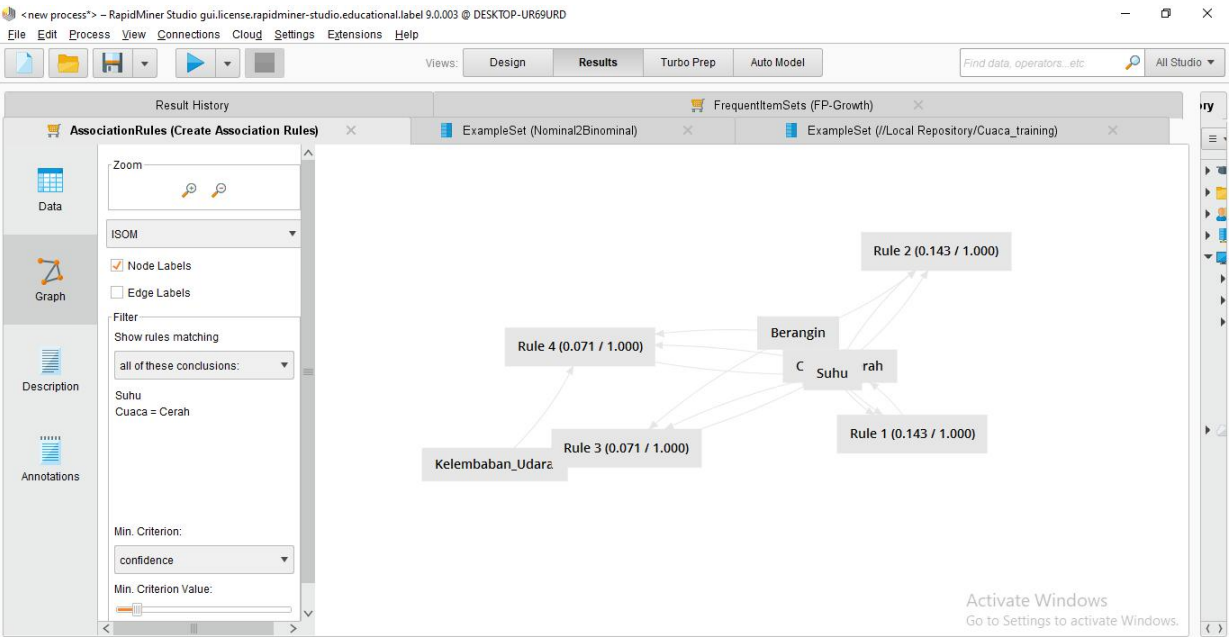 <new process*> – RapidMiner Studio gui.license.rapidminer-studio.educational.label 9.0.003 @ DESKTOP-UR69URD
File Edit Process View Connections Cloud Settings Extensions Help
Views: Design Results Turbo Prep Auto Model Find data, operators...etc All Studio
Result History FrequentItemSets (FP-Growth)
AssociationRules (Create Association Rules) ExampleSet (Nominal2Binominal) ExampleSet (//Local Repository/Cuaca_training)
Zoom
Data
ISOM
Node Labels
Edge Labels
Graph
Filter
Show rules matching
all of these conclusions:
Description
Suhu
Cuaca = Cerah
Annotations
Min. Criterion:
confidence
Min. Criterion Value:
Rule 2 (0.143 / 1.000)
Berangin
Rule 4 (0.071 / 1.000)
Suhu
Rule 1 (0.143 / 1.000)
Rule 3 (0.071 / 1.000)
Kelembaban_Udara
Activate Windows
Go to Settings to activate Windows.